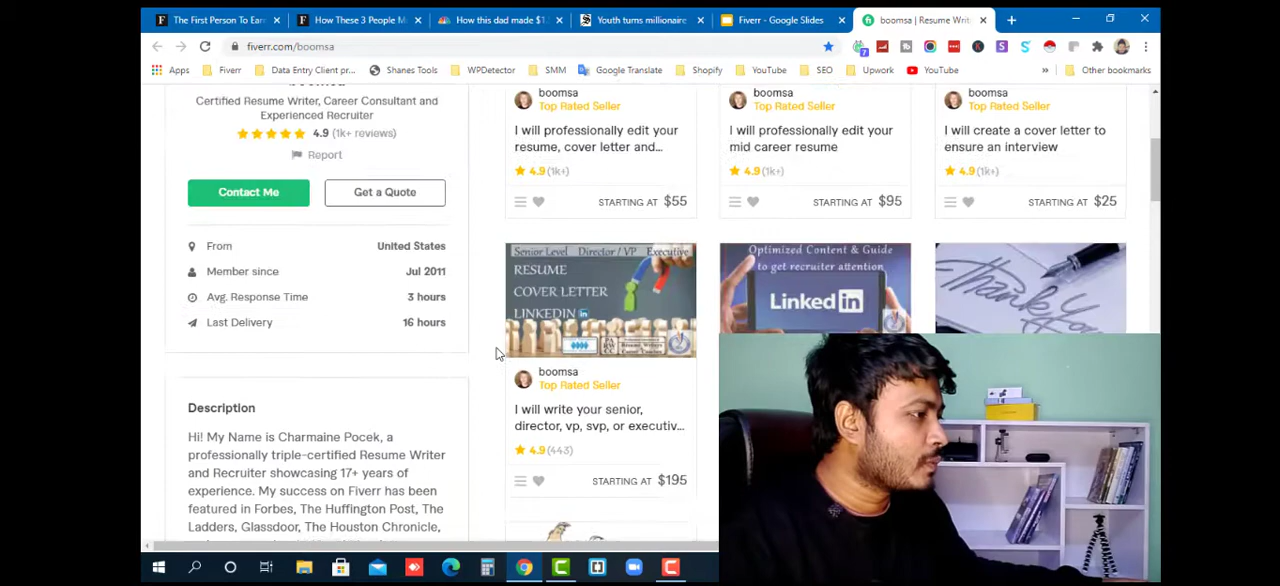 The First Person To Ear
How These 3 People M
How this dad made $1
Youth turns millionaire
Fiverr - Google Slides
boomsa | Resume Writ
fiverr.com/boomsa
7
Apps
Fiverr
Data Entry Client pr...
Shanes Tools
WPDetector
SMM
Google Translate
Shopify
YouTube
SEO
Upwork
YouTube
»
Other bookmarks
Certified Resume Writer, Career Consultant and
Experienced Recruiter
4.9 (1k+ reviews)
Report
Contact Me
Get a Quote
From
United States
Member since
Jul 2011
Avg. Response Time
3 hours
Last Delivery
16 hours
Description
Hi! My Name is Charmaine Pocek, a
professionally triple-certified Resume Writer
and Recruiter showcasing 17+ years of
experience. My success on Fiverr has been
featured in Forbes, The Huffington Post, The
Ladders, Glassdoor, The Houston Chronicle,
boomsa
Top Rated Seller
I will professionally edit your
resume, cover letter and...
4.9 (1k+)
STARTING AT $55
boomsa
Top Rated Seller
I will professionally edit your
mid career resume
4.9 (1k+)
STARTING AT $95
boomsa
Top Rated Seller
I will create a cover letter to
ensure an interview
4.9 (1k+)
STARTING AT $25
Senior Level Director / VP Executive
RESUME
COVER LETTER
LINKEDIN in
boomsa
Top Rated Seller
I will write your senior,
director, vp, svp, or executiv...
4.9 (443)
STARTING AT $195
Optimized Content & Guide
to get recruiter attention
Linked in
Thank You